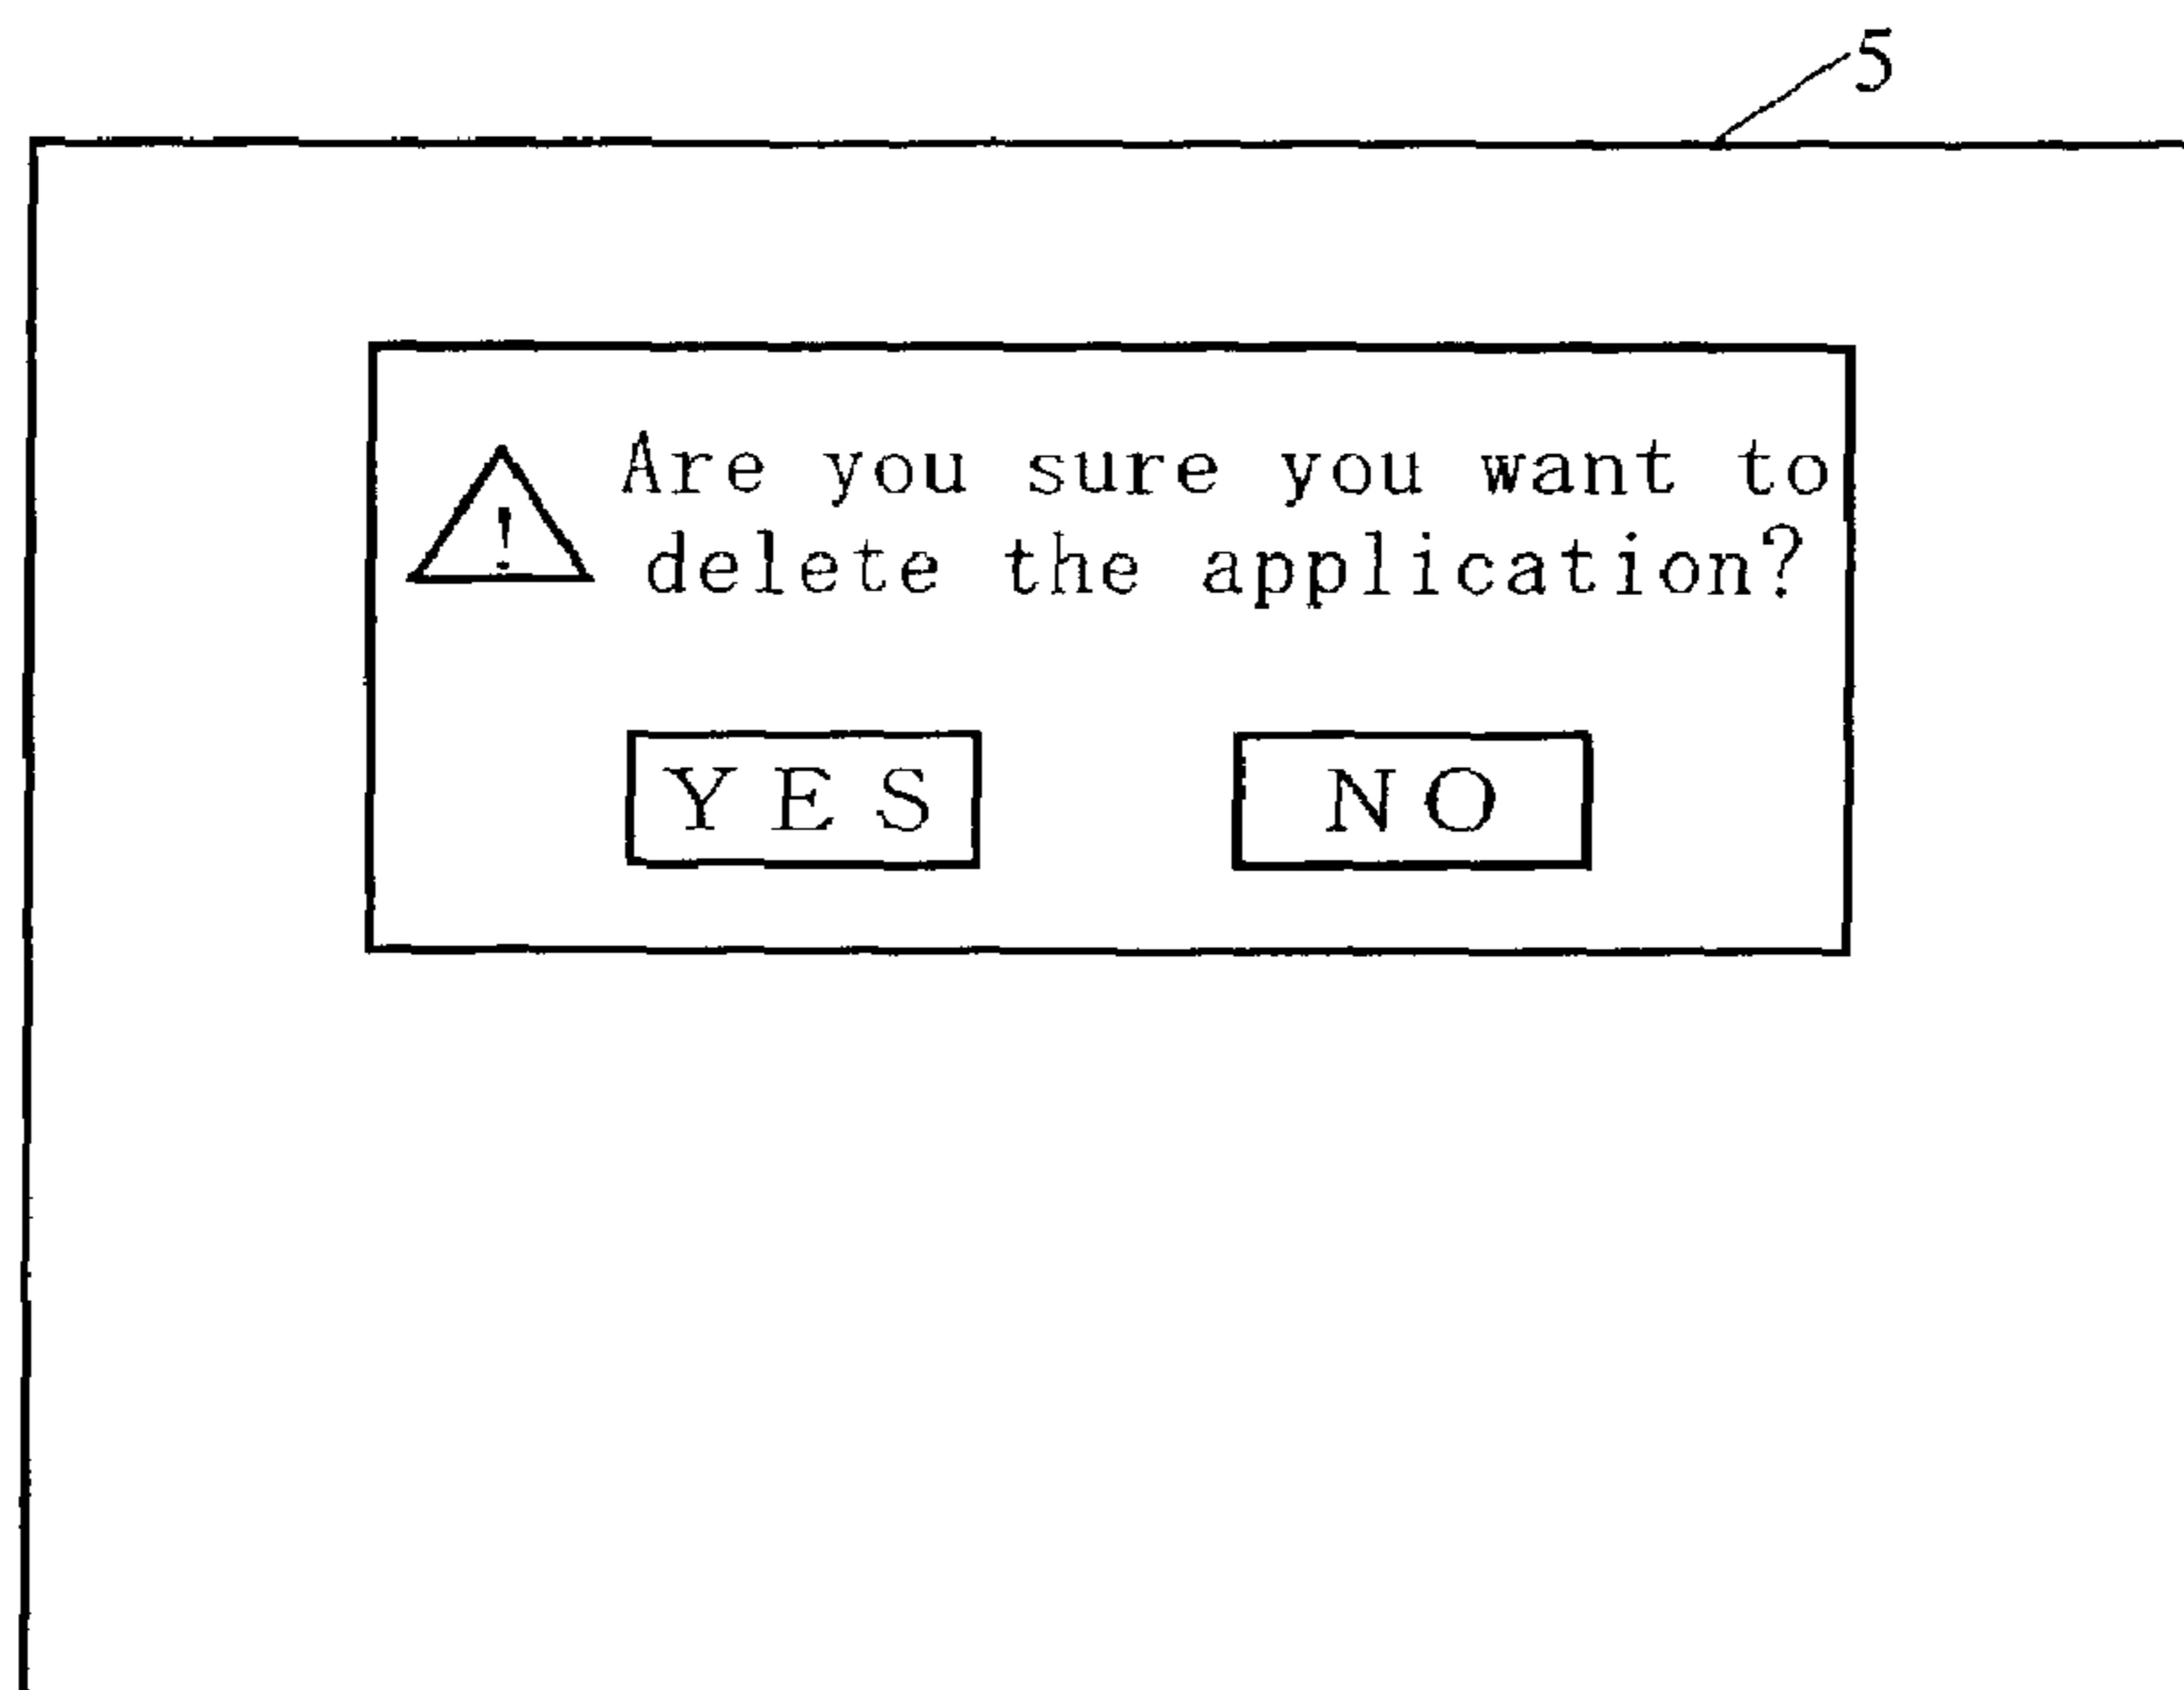 5
Are you sure you want to
delete the application?
YES
NO